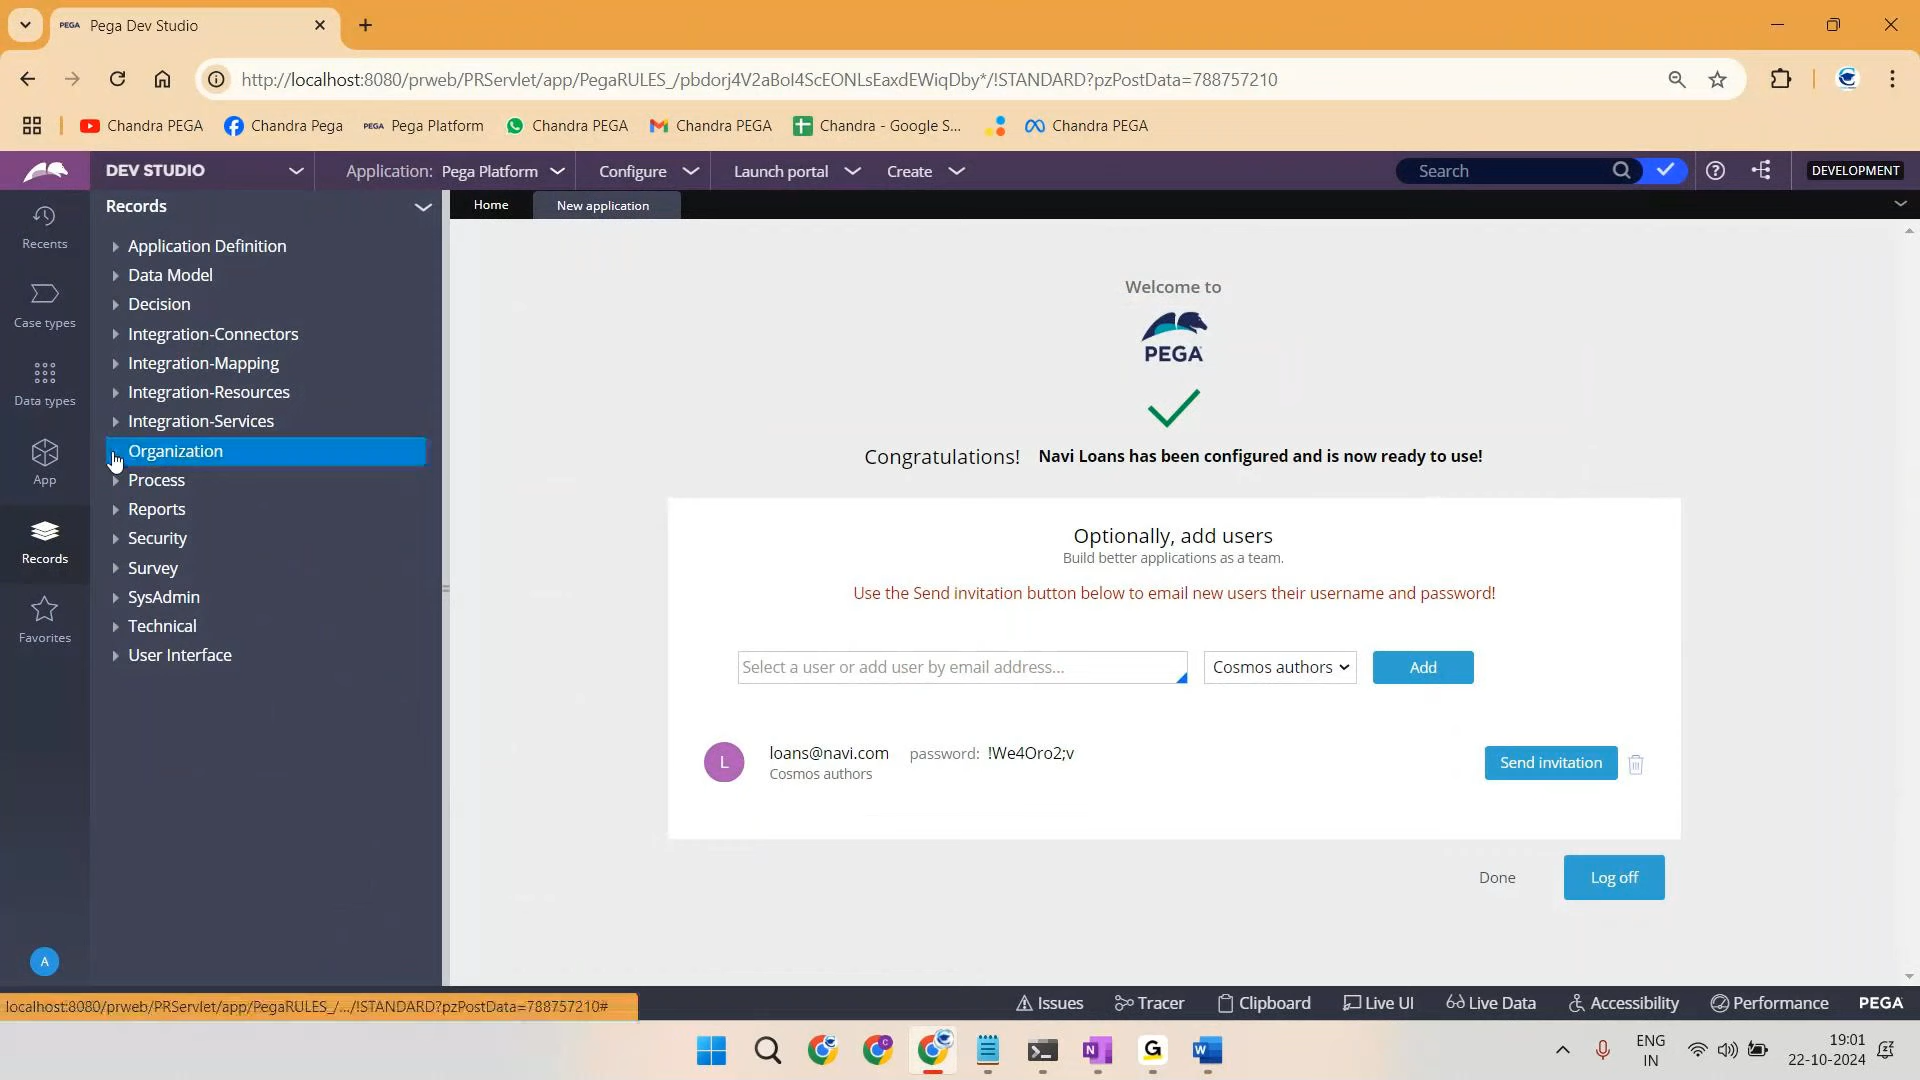 PEGA Pega Dev Studio
http://localhost:8080/prweb/PRServlet/app/PegaRULES_/pbdorj4V2aBoI4ScEONLsEaxdEWiqDby*/!STANDARD?pzPostData=788757210
Chandra PEGA Chandra Pega PEGA Pega Platform Chandra PEGA Chandra PEGA Chandra - Google S... Chandra PEGA
DEV STUDIO Application: Pega Platform Configure Launch portal Create Search DEVELOPMENT
Records
Home New application
Recents
Case types
Data types
App
Records
Favorites
A
Application Definition
Data Model
Decision
Integration-Connectors
Integration-Mapping
Integration-Resources
Integration-Services
Organization
Process
Reports
Security
Survey
SysAdmin
Technical
User Interface
Welcome to
PEGA
Congratulations! Navi Loans has been configured and is now ready to use!
Optionally, add users
Build better applications as a team.
Use the Send invitation button below to email new users their username and password!
Select a user or add user by email address... Cosmos authors Add
L loans@navi.com password: !We4Oro2;v
Cosmos authors
Send invitation
Done Log off
localhost:8080/prweb/PRServlet/app/PegaRULES_/.../!STANDARD?pzPostData=788757210#
Issues Tracer Clipboard Live UI Live Data Accessibility Performance PEGA
ENG
IN
19:01
22-10-2024